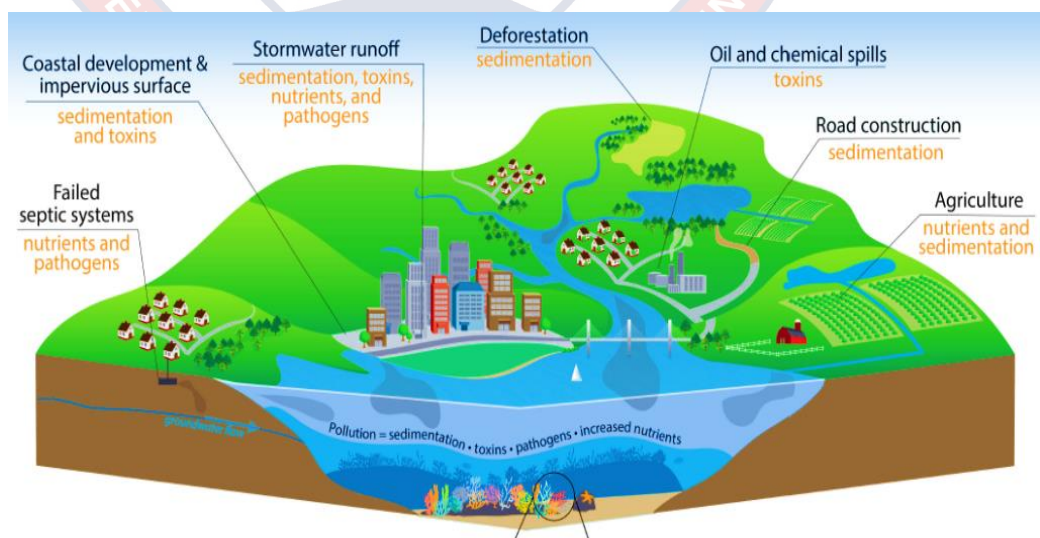 Coastal development &
impervious surface
sedimentation
and toxins
Stormwater runoff
sedimentation, toxins,
nutrients, and
pathogens
Deforestation
sedimentation
Oil and chemical spills
toxins
Road construction
sedimentation
Agriculture
nutrients and
sedimentation
Failed
septic systems
nutrients and
pathogens
groundwater flow
Pollution = sedimentation • toxins • pathogens • increased nutrients